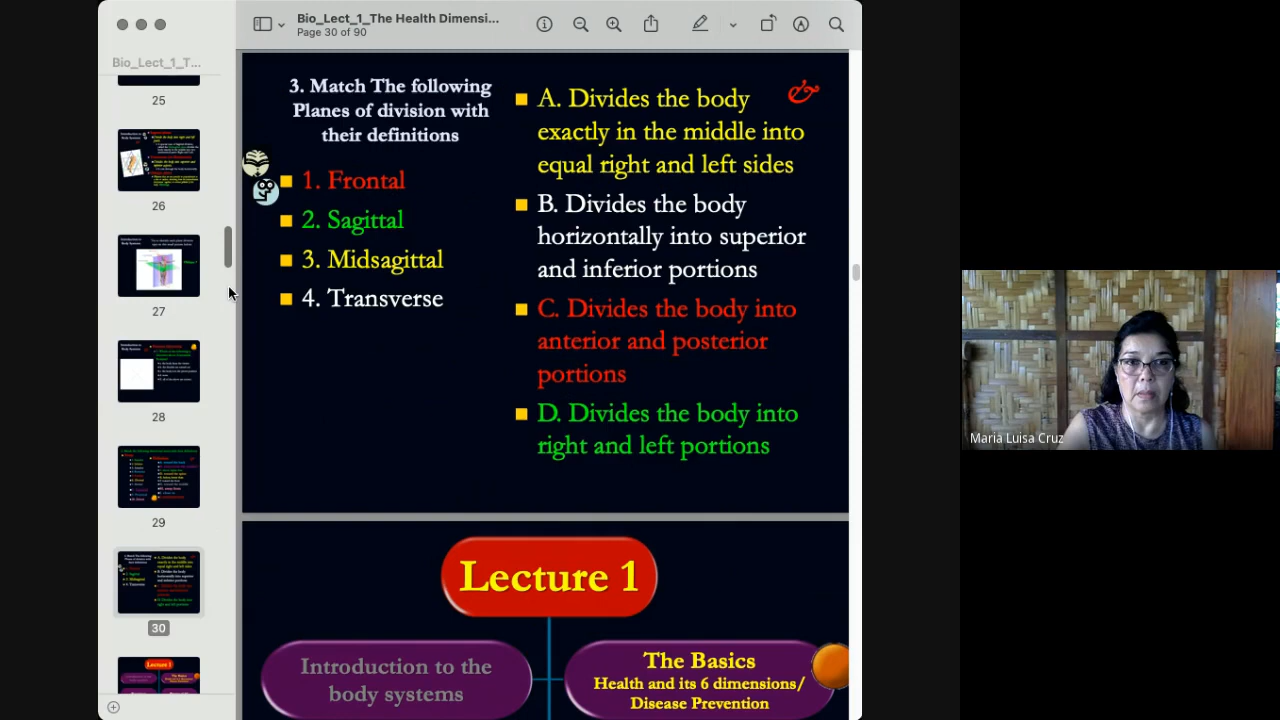 Bio_Lect_1_The Health Dimensi...
Page 30 of 90
Bio_Lect_1_T...
25
26
27
28
29
30
Lecture 1
3. Match The following
Planes of division with
their definitions
1. Frontal
2. Sagittal
3. Midsagittal
4. Transverse
A. Divides the body
exactly in the middle into
equal right and left sides
B. Divides the body
horizontally into superior
and inferior portions
C. Divides the body into
anterior and posterior
portions
D. Divides the body into
right and left portions
Lecture 1
Introduction to the
body systems
The Basics
Health and its 6 dimensions/
Disease Prevention
Maria Luisa Cruz